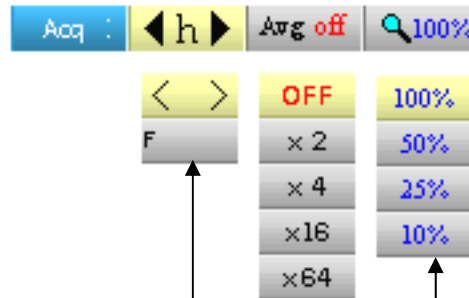 Acq : ◀ h ▶ Avg off 100%
< > OFF 100%
F × 2 50%
× 4 25%
×16 10%
×64